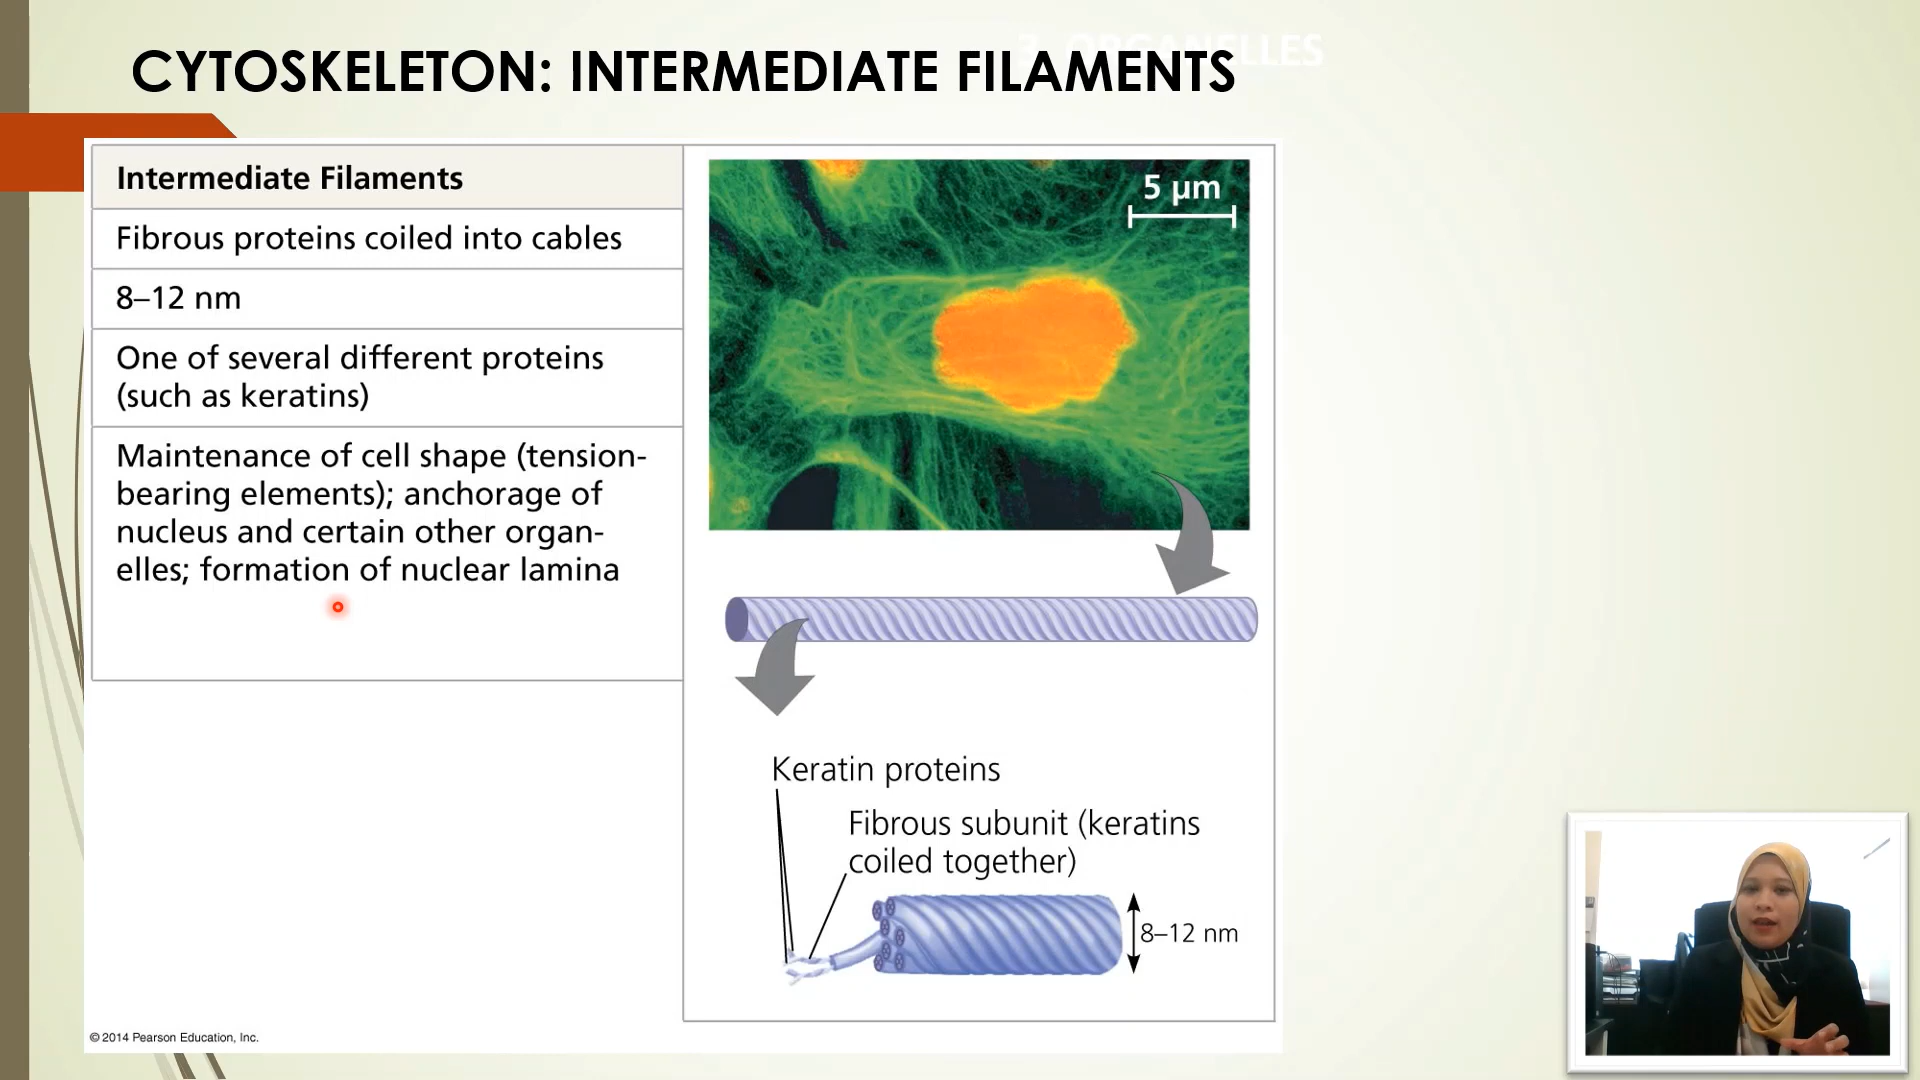 CYTOSKELETON: INTERMEDIATE FILAMENTS
Intermediate Filaments
Fibrous proteins coiled into cables
8–12 nm
One of several different proteins
(such as keratins)
Maintenance of cell shape (tension-
bearing elements); anchorage of
nucleus and certain other organ-
elles; formation of nuclear lamina
5 µm
Keratin proteins
Fibrous subunit (keratins
coiled together)
8–12 nm
© 2014 Pearson Education, Inc.